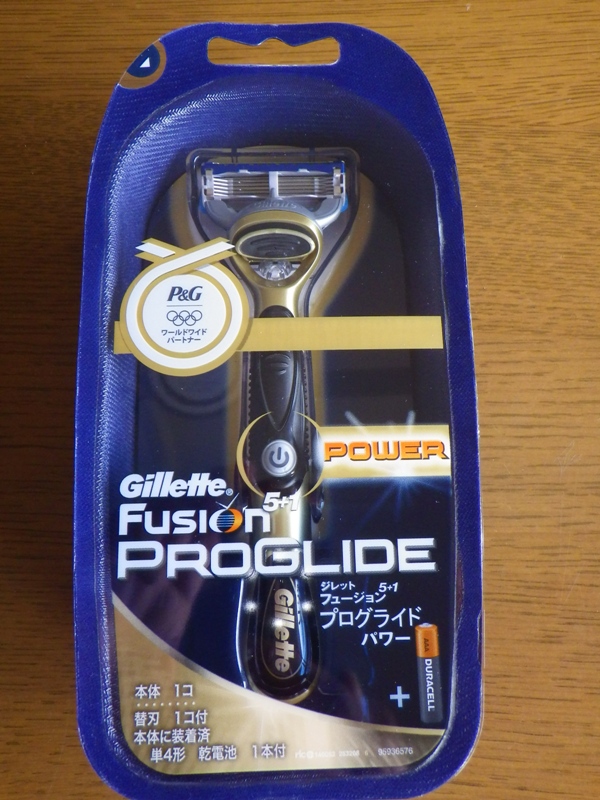 P&G
ワールドワイド
パートナー
POWER
Gillette®
Fusion 5+1
PROGLIDE
ジレット
フュージョン 5+1
プログライド
パワー
Gillette
AAA
DURACELL
+
本体 1コ
替刃 1コ付
本体に装着済
単4形 乾電池 1本付
95936576